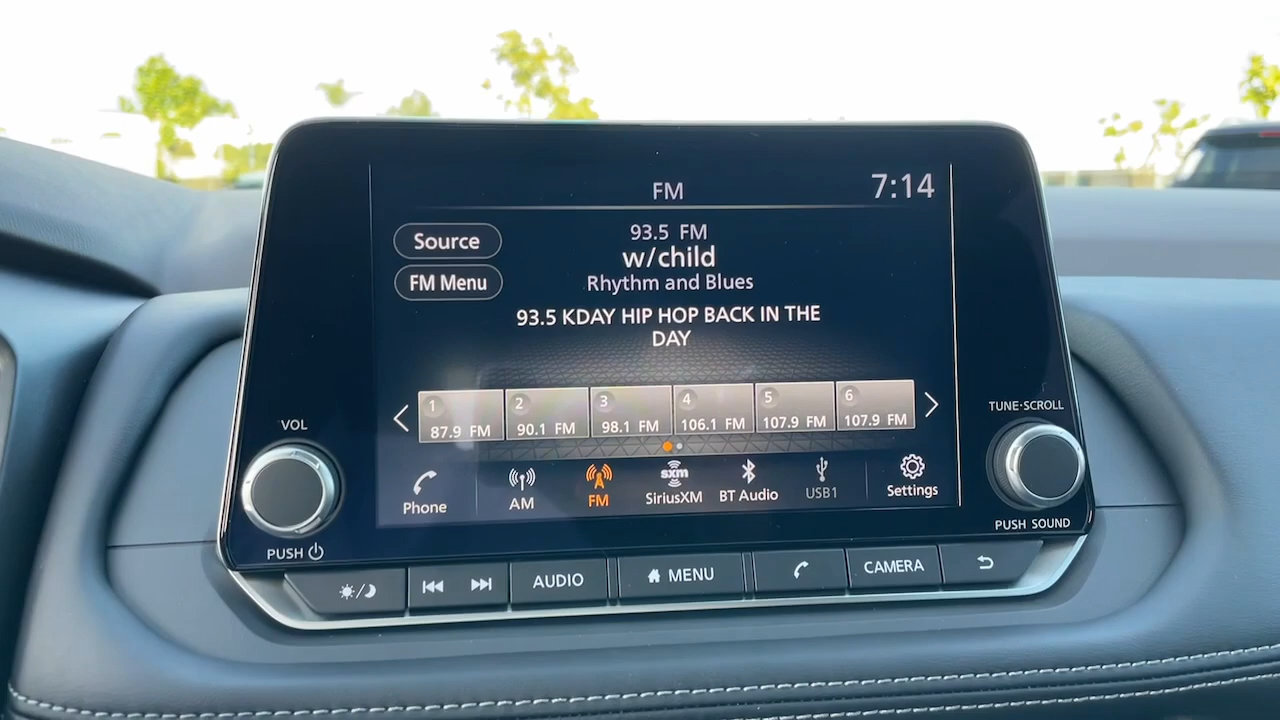 FM
7:14
Source
FM Menu
93.5 FM
w/child
Rhythm and Blues
93.5 KDAY HIP HOP BACK IN THE
DAY
1
87.9 FM
2
90.1 FM
3
98.1 FM
4
106.1 FM
5
107.9 FM
6
107.9 FM
Phone
AM
FM
sxm
SiriusXM
BT Audio
USB1
Settings
VOL
PUSH
TUNE·SCROLL
PUSH SOUND
AUDIO
MENU
CAMERA